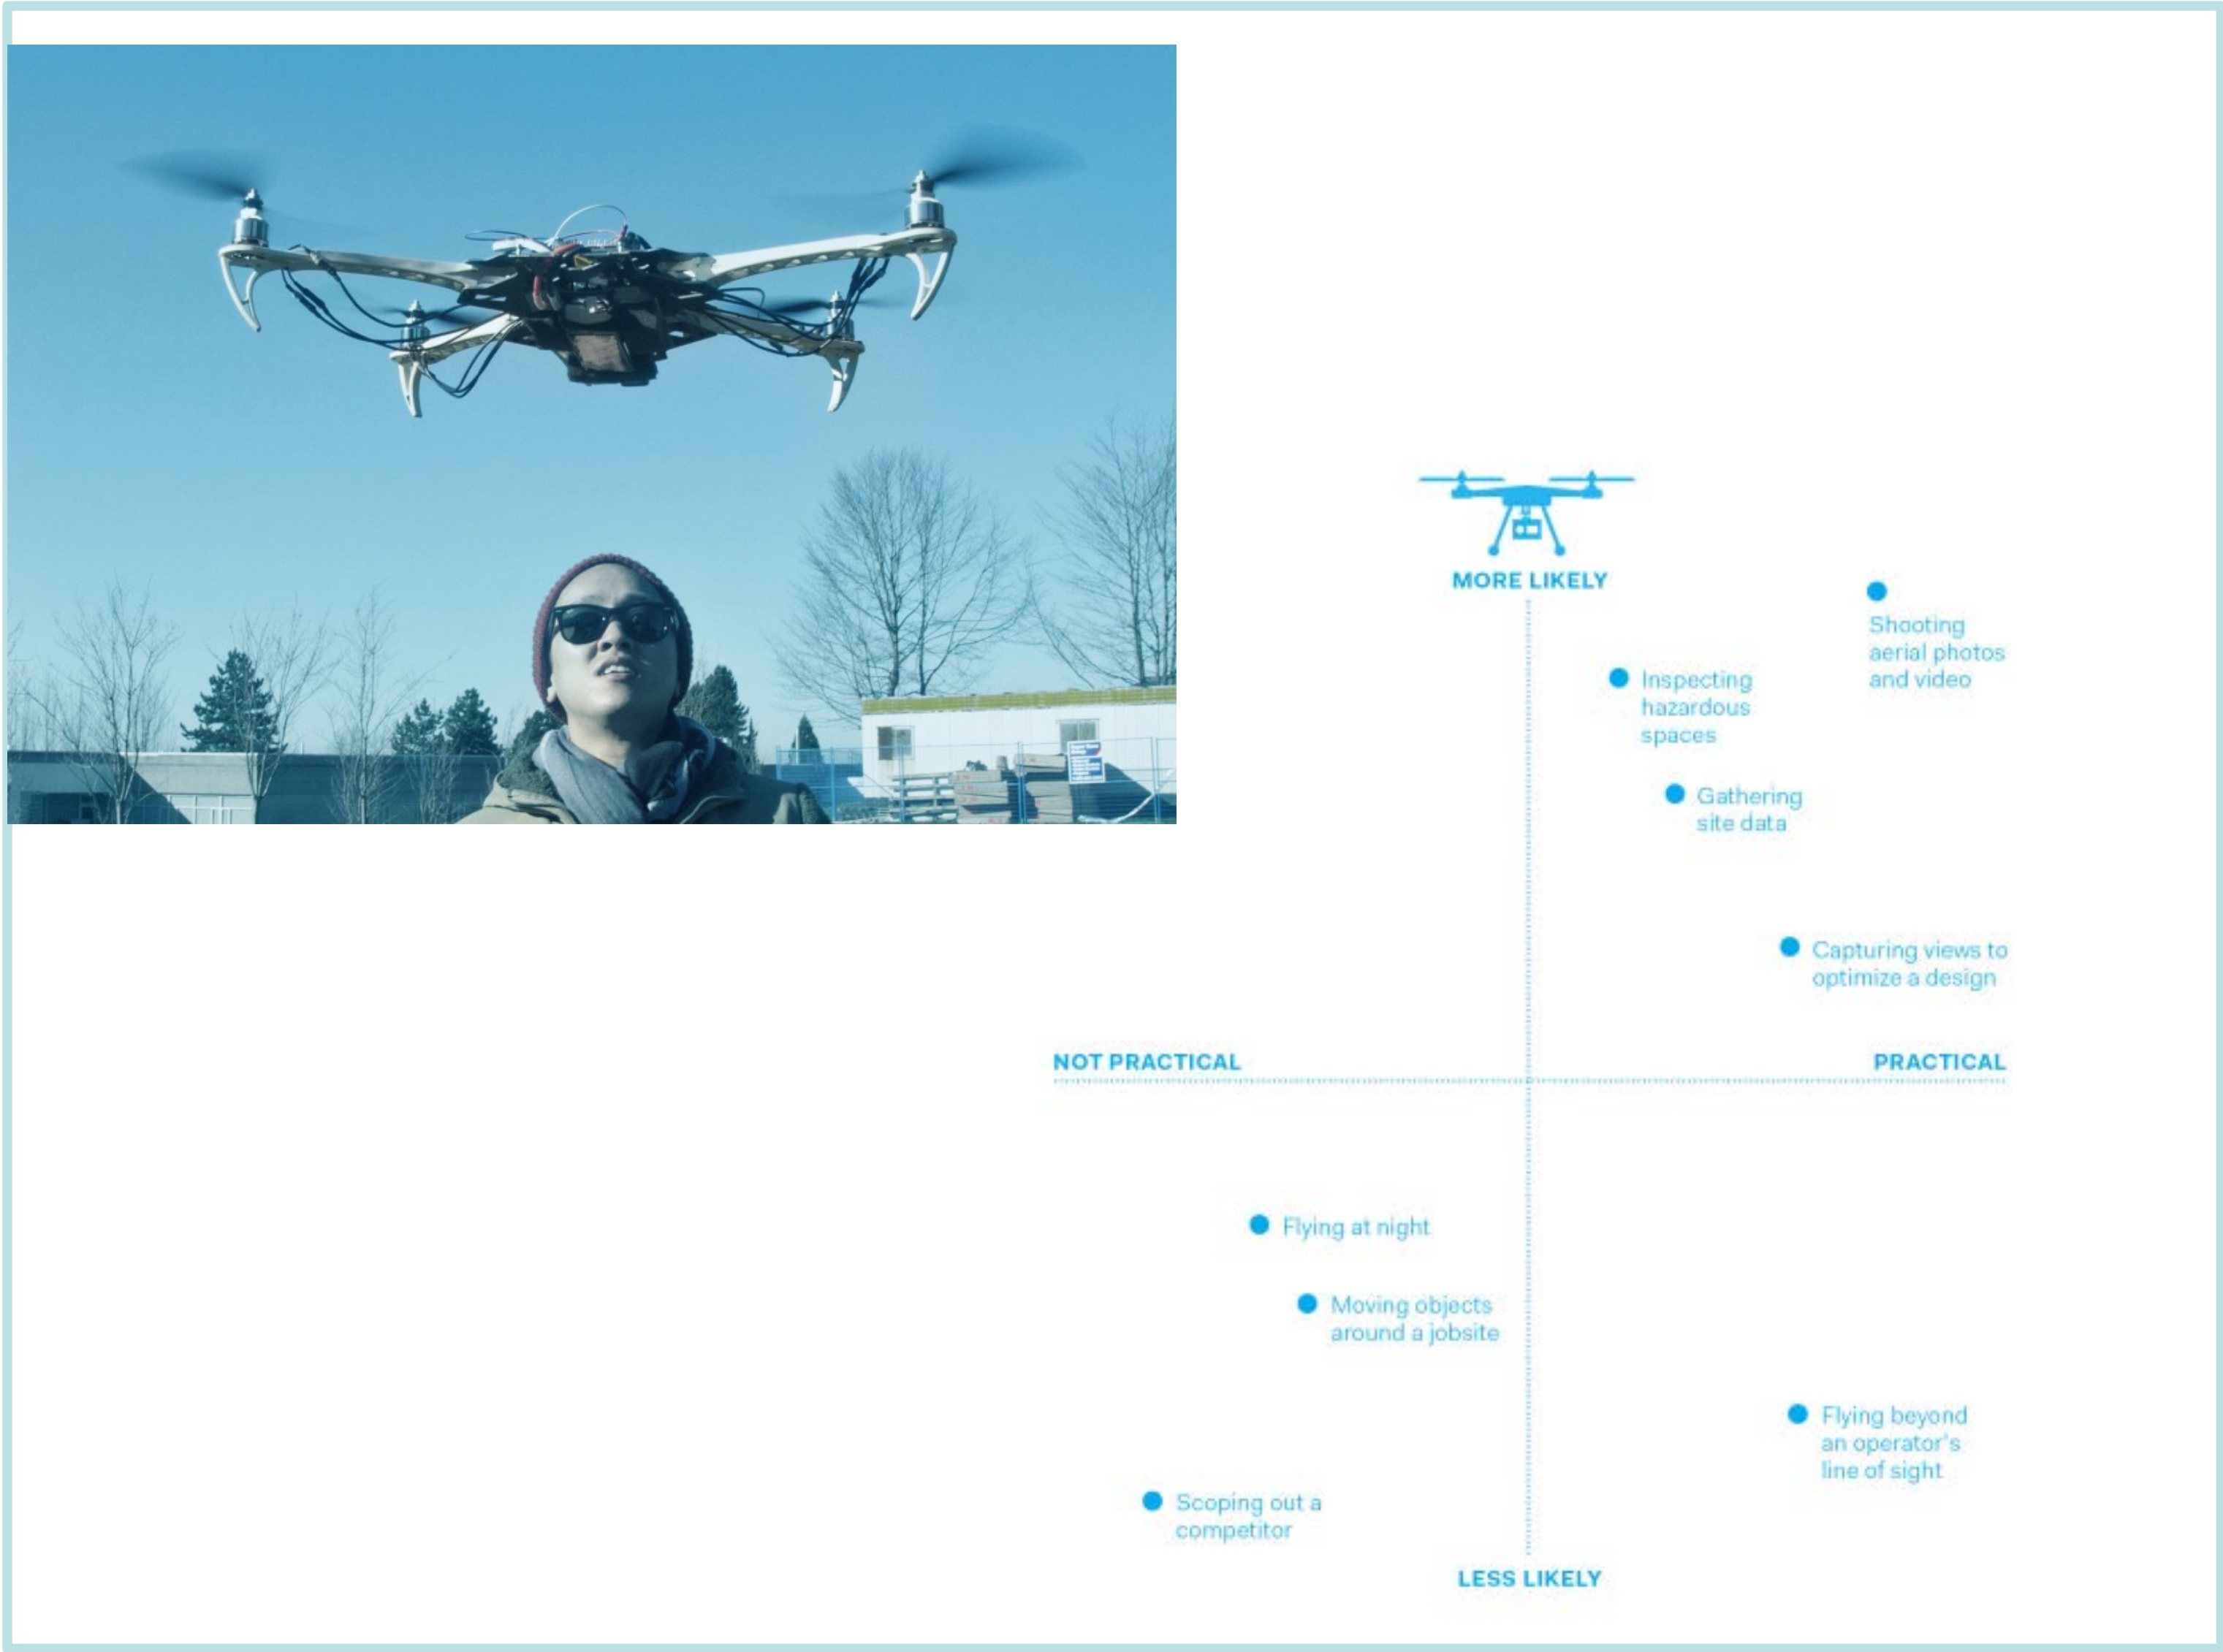 MORE LIKELY
Shooting
aerial photos
and video
Inspecting
hazardous
spaces
Gathering
site data
Capturing views to
optimize a design
NOT PRACTICAL
PRACTICAL
Flying at night
Moving objects
around a jobsite
Flying beyond
an operator's
line of sight
Scoping out a
competitor
LESS LIKELY